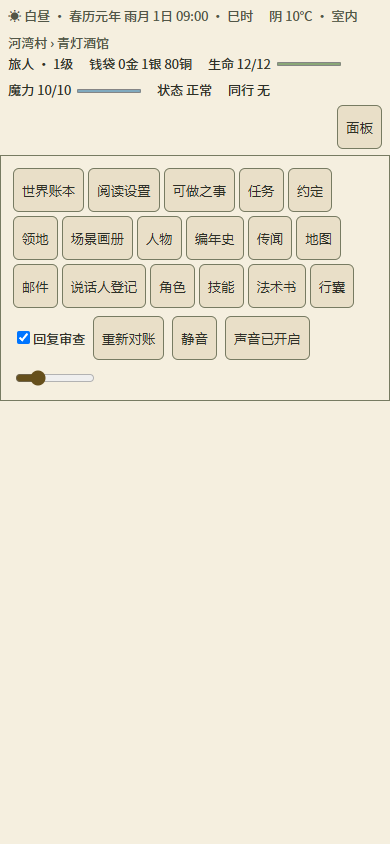 ☀ 白昼 · 春历元年 雨月 1日 09:00 · 巳时 阴 10℃ · 室内
河湾村 › 青灯酒馆
旅人 · 1级 钱袋 0金 1银 80铜 生命 12/12
魔力 10/10 状态 正常 同行 无
面板
世界账本 阅读设置 可做之事 任务 约定
领地 场景画册 人物 编年史 传闻 地图
邮件 说话人登记 角色 技能 法术书 行囊
回复审查 重新对账 静音 声音已开启